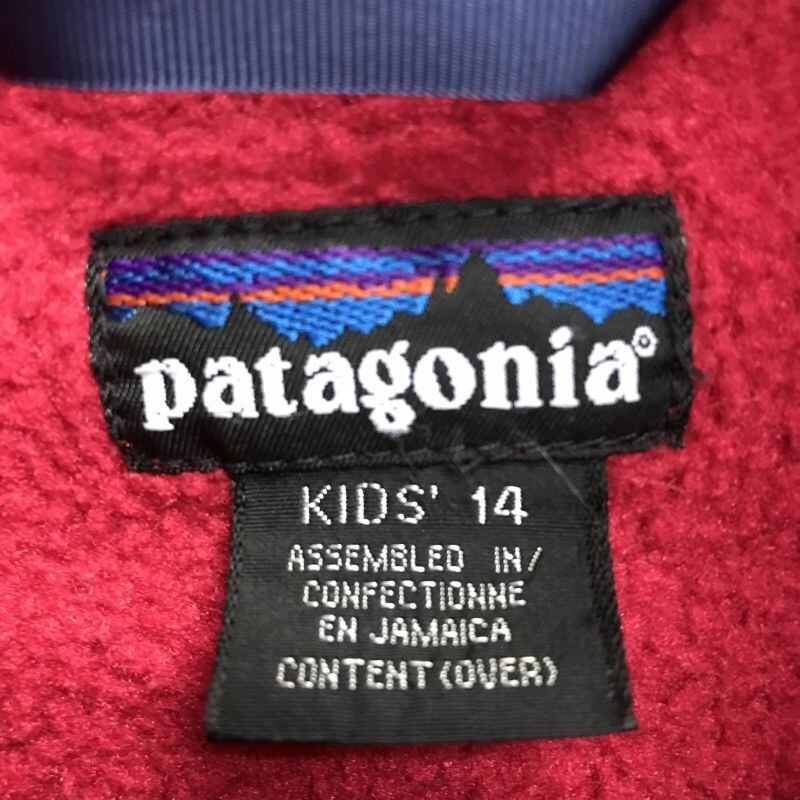 patagonia®
KIDS' 14
ASSEMBLED IN/
CONFECTIONNE
EN JAMAICA
CONTENT (OVER)